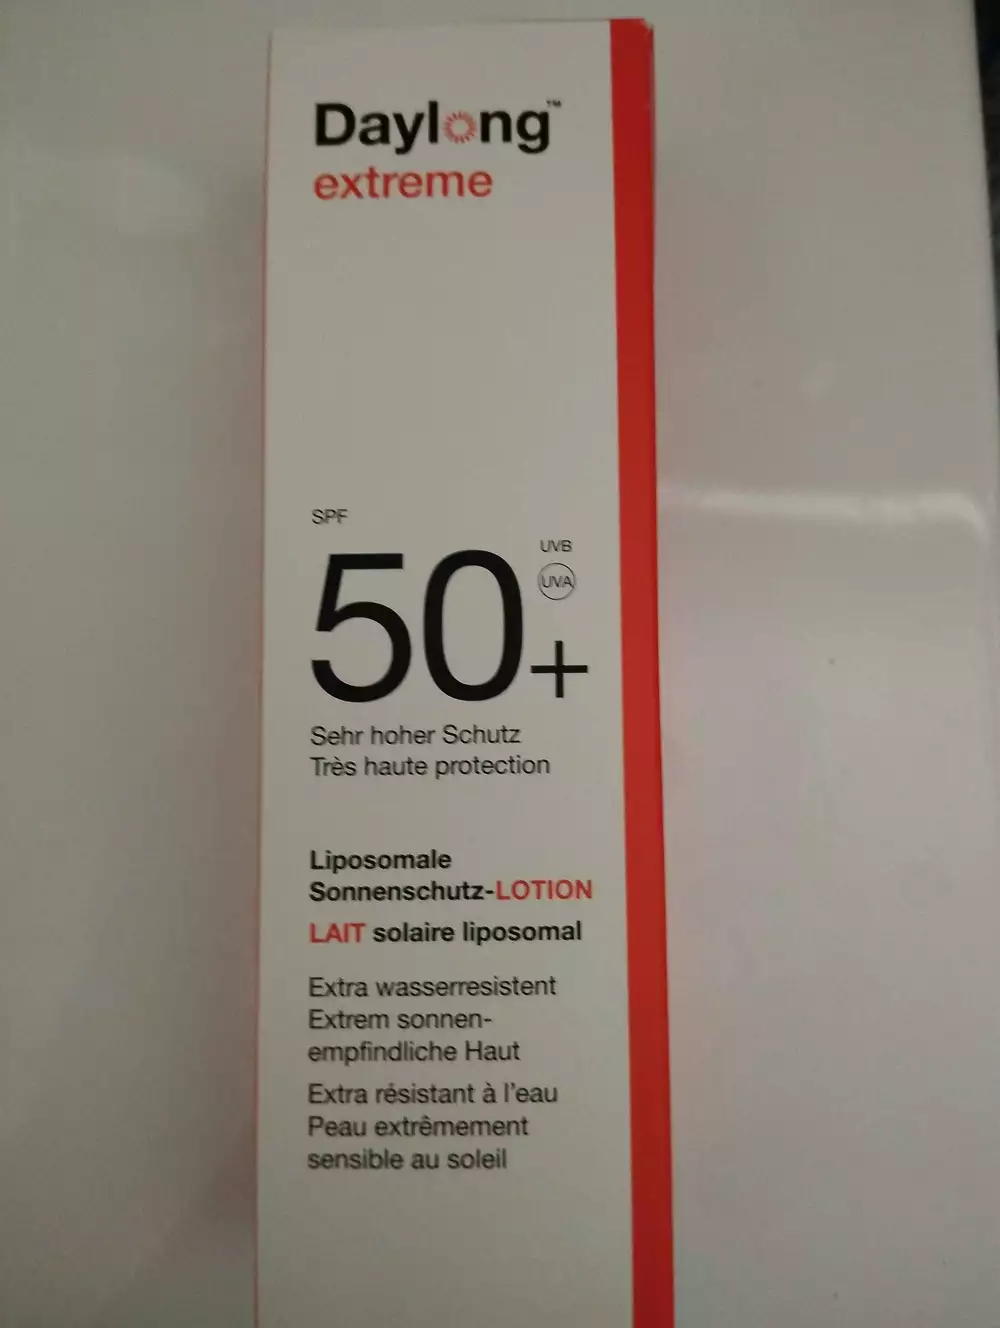 Daylong™
extreme
SPF
50+
UVB
UVA
Sehr hoher Schutz
Très haute protection
Liposomale
Sonnenschutz-LOTION
LAIT solaire liposomal
Extra wasserresistent
Extrem sonnen-
empfindliche Haut
Extra résistant à l'eau
Peau extrêmement
sensible au soleil